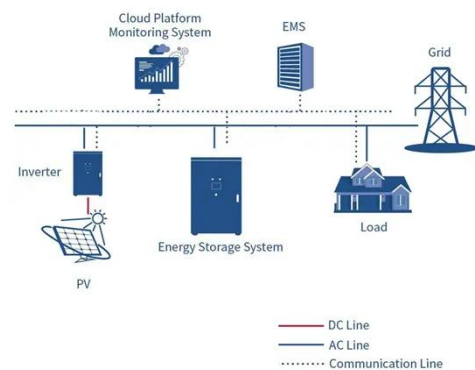 Cloud Platform
Monitoring System
EMS
Grid
Inverter
Energy Storage System
Load
PV
DC Line
AC Line
Communication Line